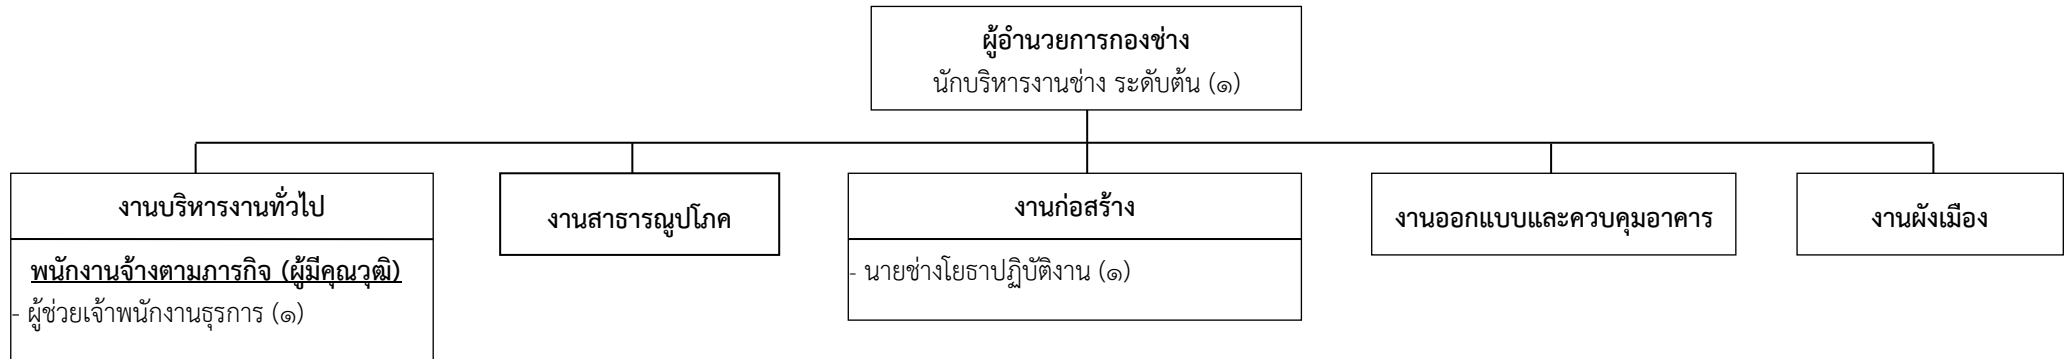 ผู้อำนวยการกองช่าง
นักบริหารงานช่าง ระดับต้น (๑)
งานบริหารงานทั่วไป
พนักงานจ้างตามภารกิจ (ผู้มีคุณวุฒิ)
- ผู้ช่วยเจ้าพนักงานธุรการ (๑)
งานสาธารณูปโภค
งานก่อสร้าง
- นายช่างโยธาปฏิบัติงาน (๑)
งานออกแบบและควบคุมอาคาร
งานผังเมือง